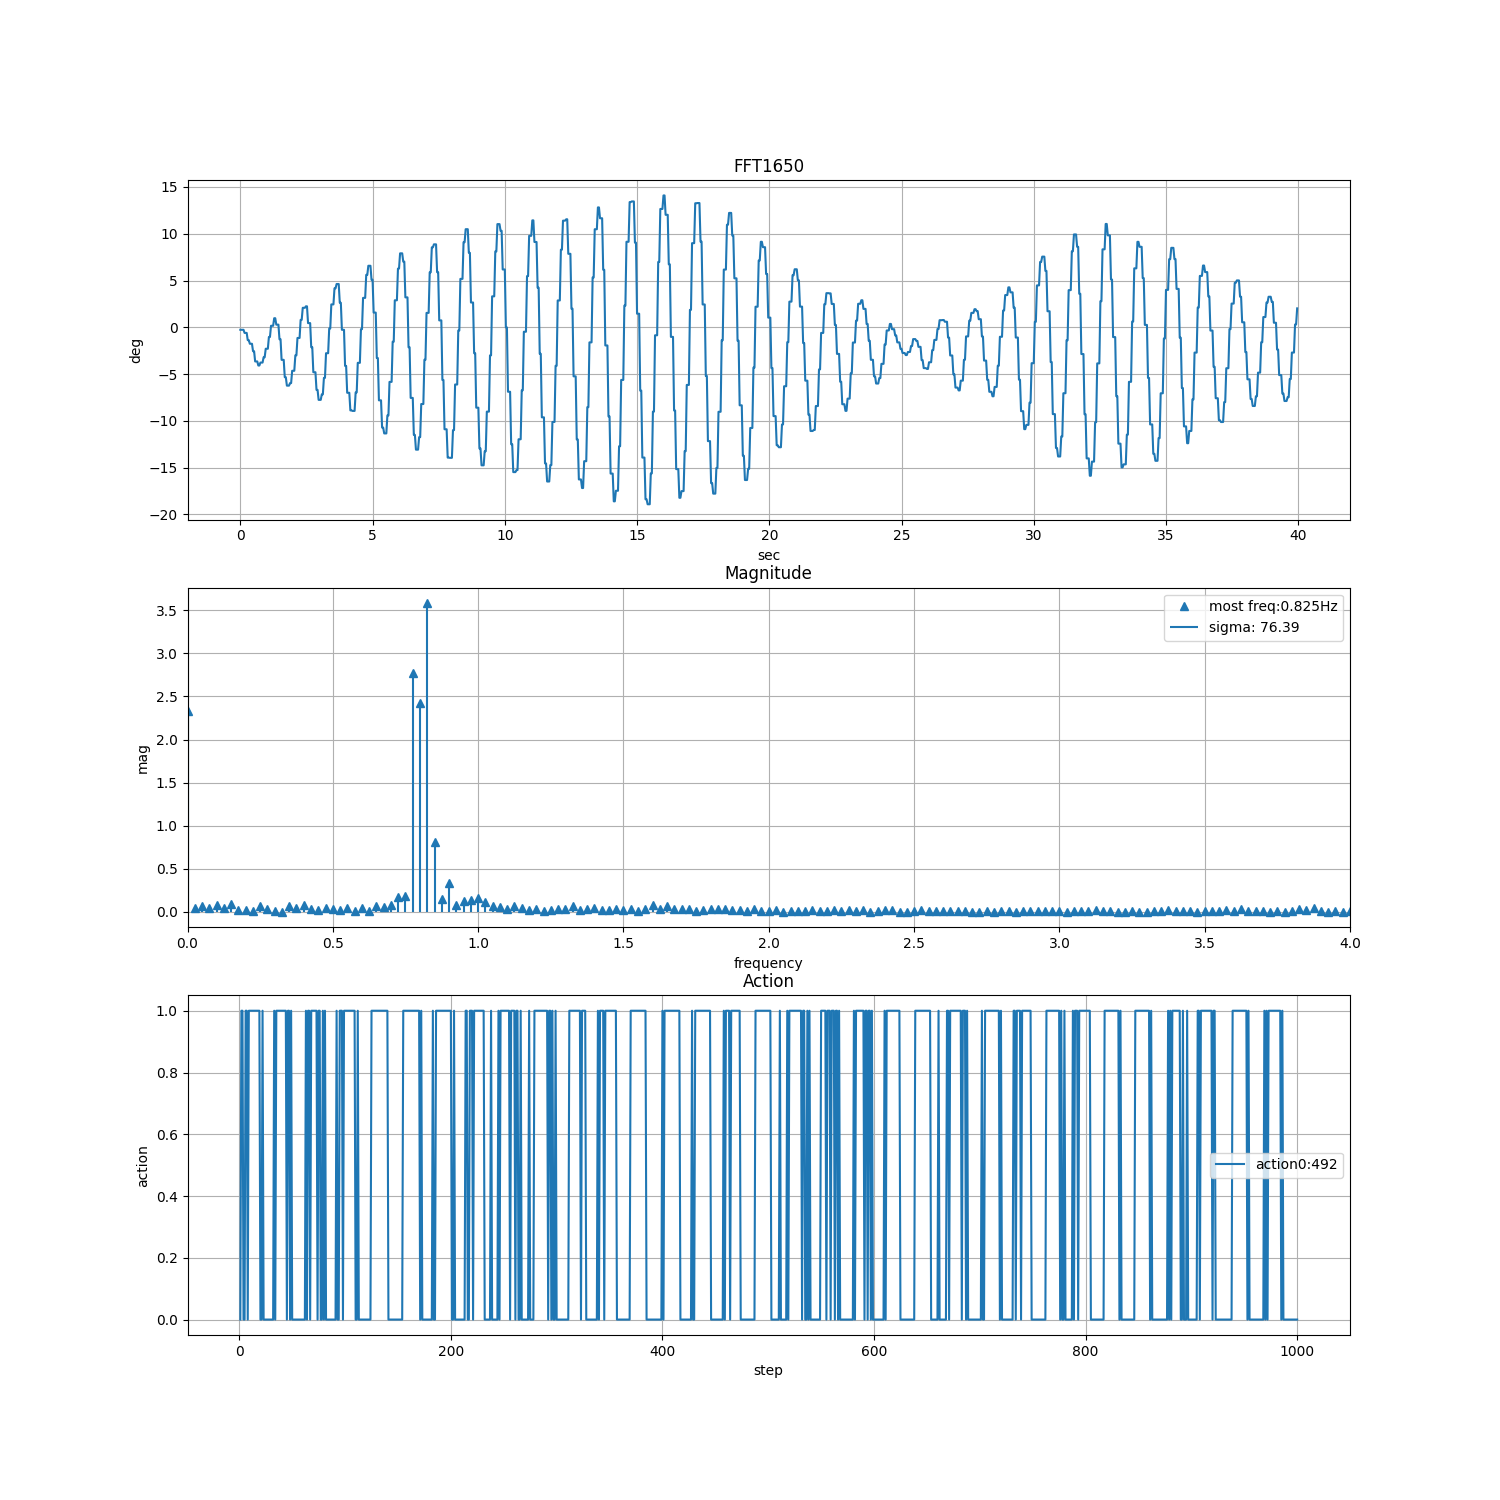 FFT1650
15
10
5
0
−5
−10
−15
−20
deg
0 5 10 15 20 25 30 35 40
sec
Magnitude
most freq:0.825Hz
sigma: 76.39
3.5
3.0
2.5
2.0
1.5
1.0
0.5
0.0
mag
0.0 0.5 1.0 1.5 2.0 2.5 3.0 3.5 4.0
frequency
Action
1.0
0.8
0.6
0.4
0.2
0.0
action
action0:492
0 200 400 600 800 1000
step